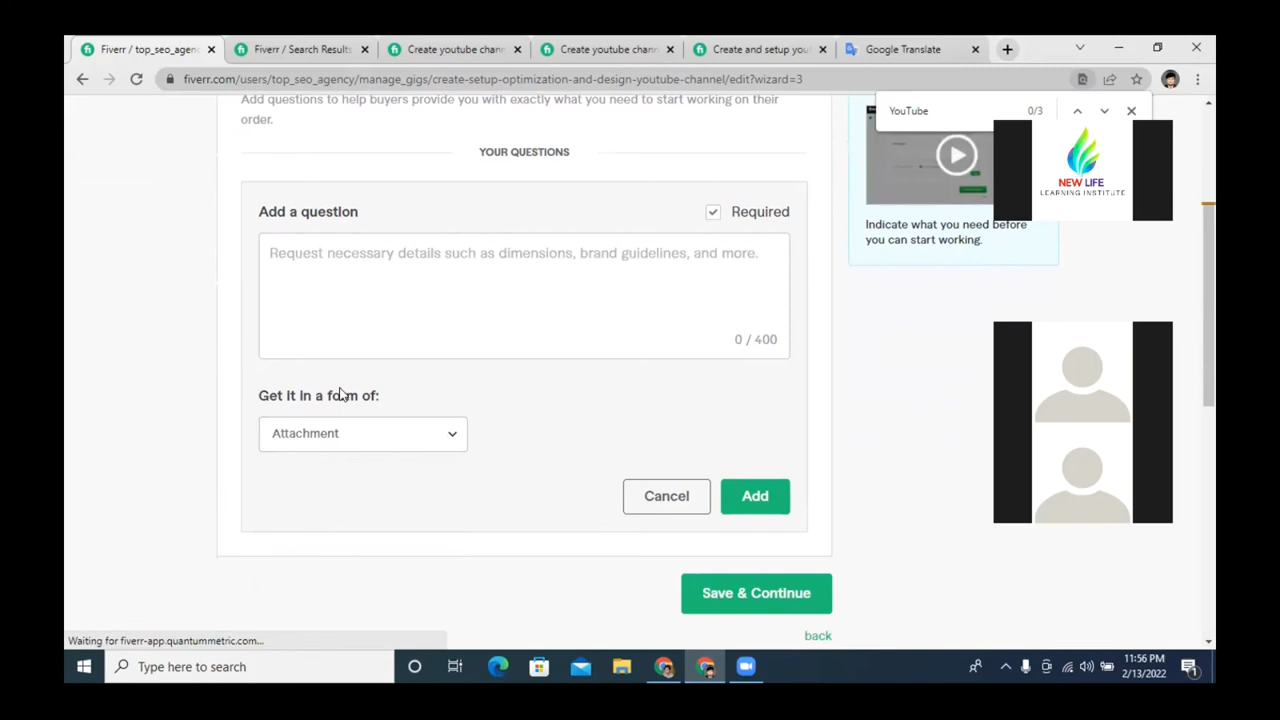 Fiverr / top_seo_agen
Fiverr / Search Results
Create youtube chann
Create youtube chann
Create and setup you
Google Translate
fiverr.com/users/top_seo_agency/manage_gigs/create-setup-optimization-and-design-youtube-channel/edit?wizard=3
YouTube 0/3
Add questions to help buyers provide you with exactly what you need to start working on their
order.
YOUR QUESTIONS
Add a question
Required
Request necessary details such as dimensions, brand guidelines, and more.
0 / 400
Get it in a form of:
Attachment
Cancel
Add
Save & Continue
back
Indicate what you need before
you can start working.
NEW LIFE
LEARNING INSTITUTE
Waiting for fiverr-app.quantummetric.com...
Type here to search
11:56 PM
2/13/2022
1